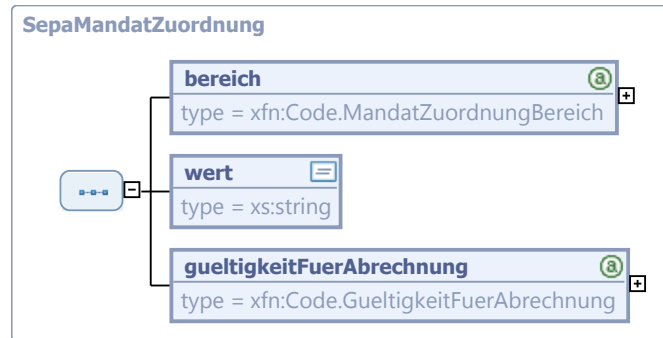 SepaMandatZuordnung
bereich
type = xfn:Code.MandatZuordnungBereich
wert
type = xs:string
gueltigkeitFuerAbrechnung
type = xfn:Code.GueltigkeitFuerAbrechnung